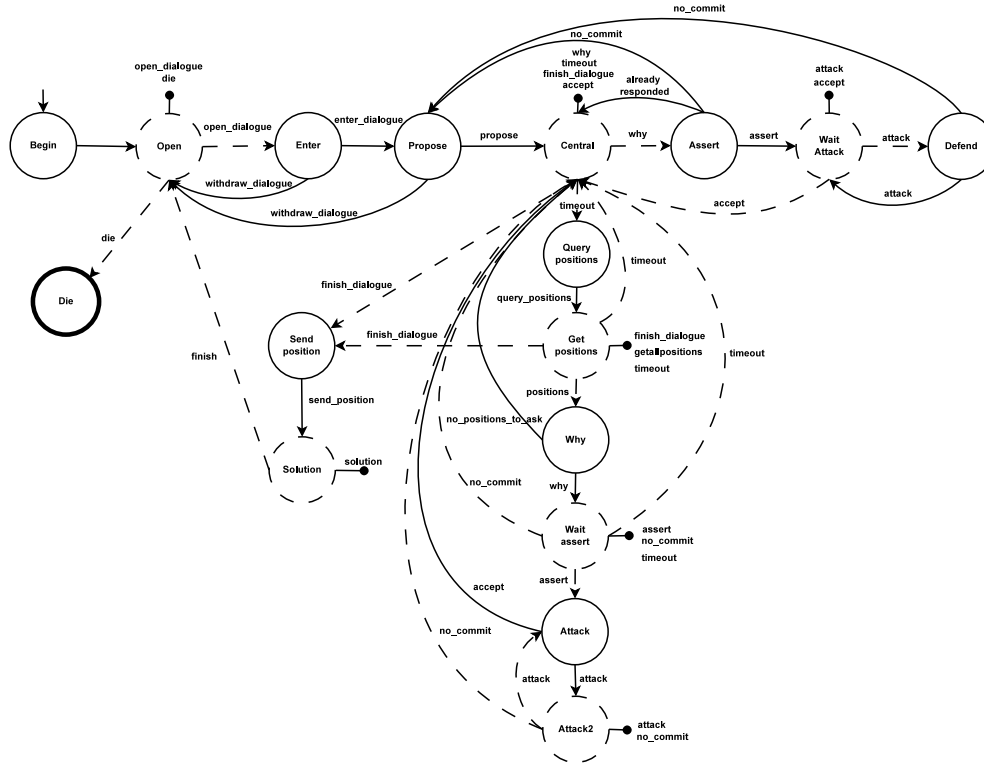 no_commit
no_commit
why
timeout
finish_dialogue
accept
already
responded
open_dialogue
die
attack
accept
Begin
Open
open_dialogue
Enter
enter_dialogue
Propose
propose
Central
why
Assert
assert
Wait
Attack
attack
Defend
withdraw_dialogue
withdraw_dialogue
accept
attack
timeout
die
Query
positions
timeout
Die
finish_dialogue
query_positions
Send
position
finish_dialogue
Get
positions
finish_dialogue
getallpositions
timeout
timeout
finish
send_position
positions
no_positions_to_ask
Why
Solution
solution
no_commit
why
Wait
assert
assert
no_commit
timeout
accept
assert
no_commit
Attack
attack
attack
Attack2
attack
no_commit